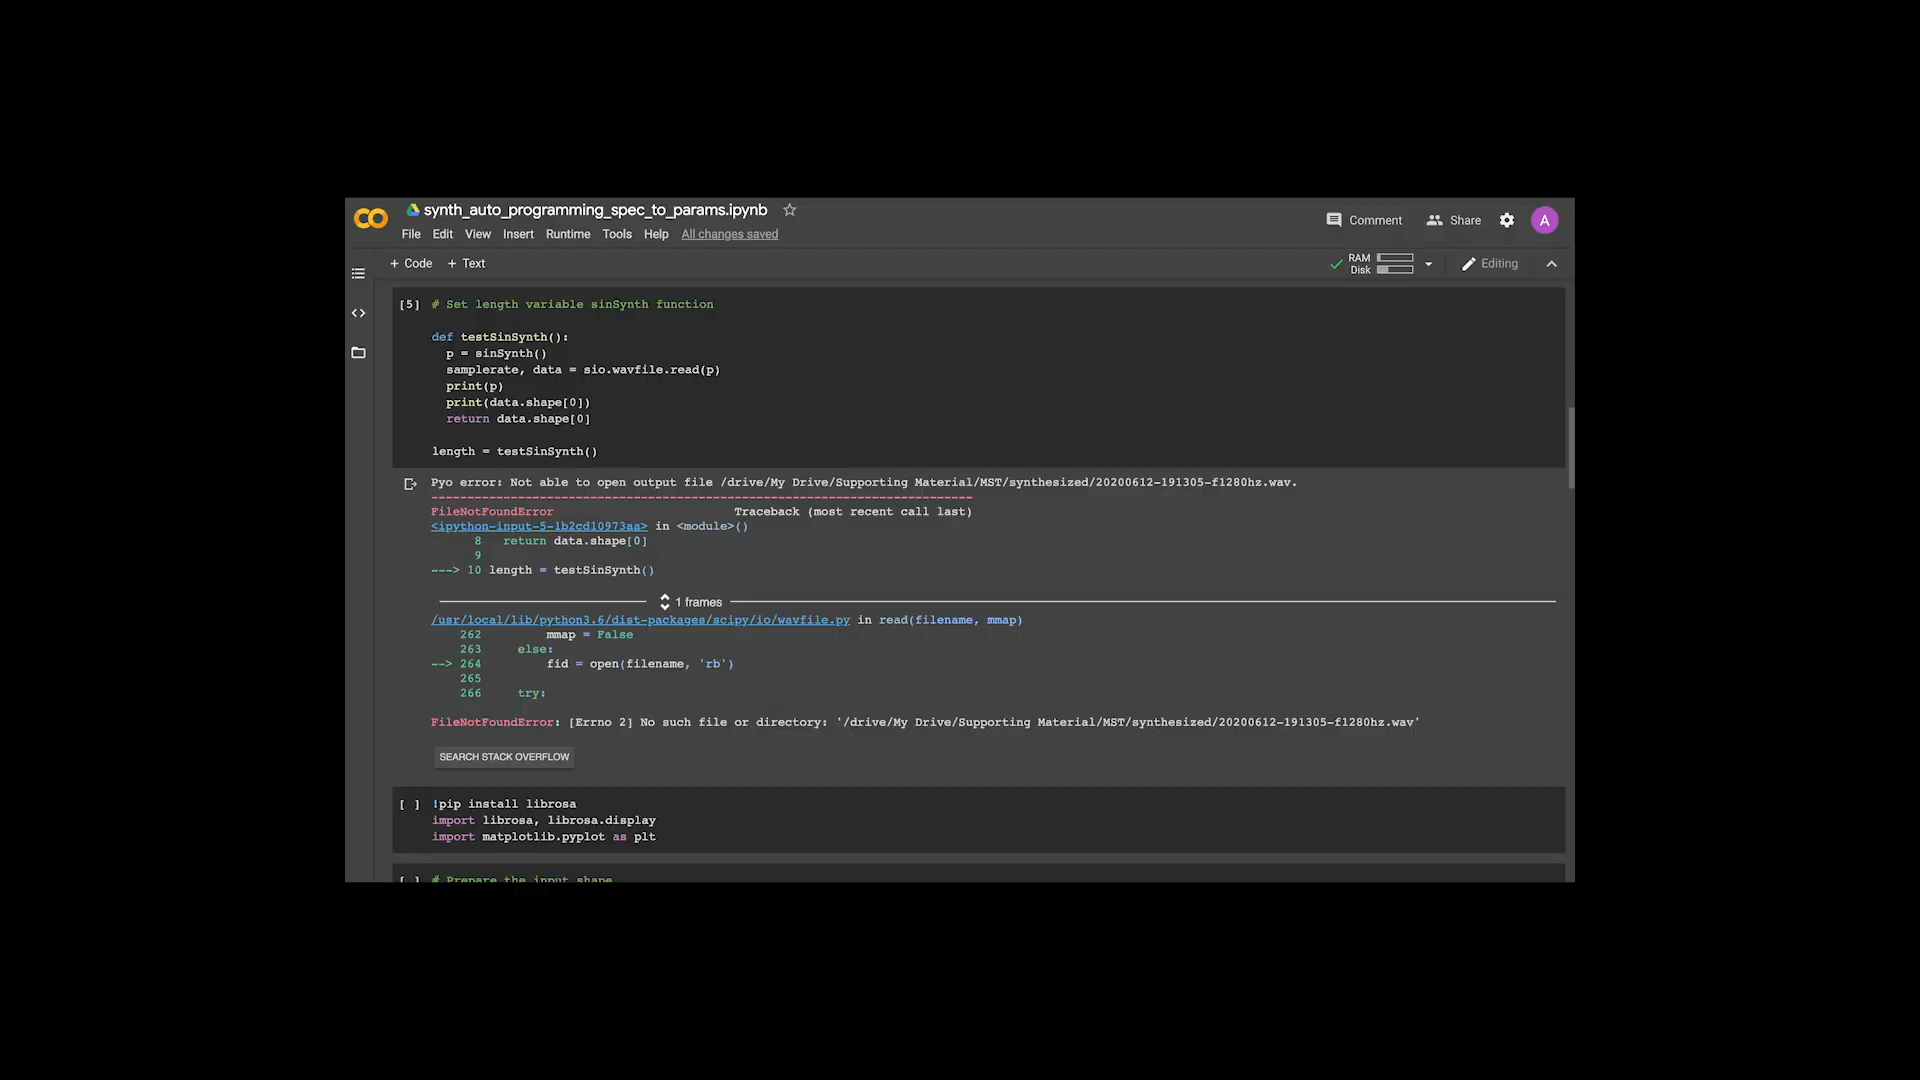 synth_auto_programming_spec_to_params.ipynb
File Edit View Insert Runtime Tools Help All changes saved
Comment Share A
+ Code + Text
RAM
Disk
Editing
[5] # Set length variable sinSynth function
def testSinSynth():
p = sinSynth()
samplerate, data = sio.wavfile.read(p)
print(p)
print(data.shape[0])
return data.shape[0]
length = testSinSynth()
Pyo error: Not able to open output file /drive/My Drive/Supporting Material/MST/synthesized/20200612-191305-f1280hz.wav.
---------------------------------------------------------------------------
FileNotFoundError Traceback (most recent call last)
<ipython-input-5-1b2cd10973aa> in <module>()
8 return data.shape[0]
9
---> 10 length = testSinSynth()
1 frames
/usr/local/lib/python3.6/dist-packages/scipy/io/wavfile.py in read(filename, mmap)
262 mmap = False
263 else:
--> 264 fid = open(filename, 'rb')
265
266 try:
FileNotFoundError: [Errno 2] No such file or directory: '/drive/My Drive/Supporting Material/MST/synthesized/20200612-191305-f1280hz.wav'
SEARCH STACK OVERFLOW
[ ] !pip install librosa
import librosa, librosa.display
import matplotlib.pyplot as plt
[ ] # Prepare the input shape